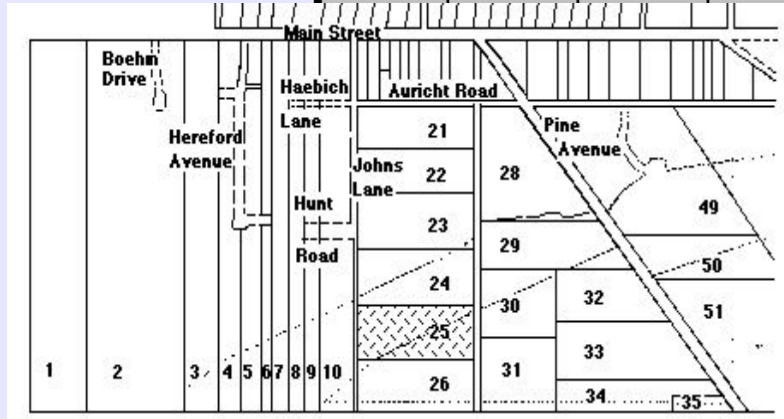 Main Street
Boehm
Drive
Haebich
Lane
Auricht Road
Hereford
Avenue
Pine
Avenue
Johns
Lane
Hunt
Road
21
22
23
24
25
26
28
29
30
31
32
33
34
35
49
50
51
1
2
3
4
5
6
7
8
9
10